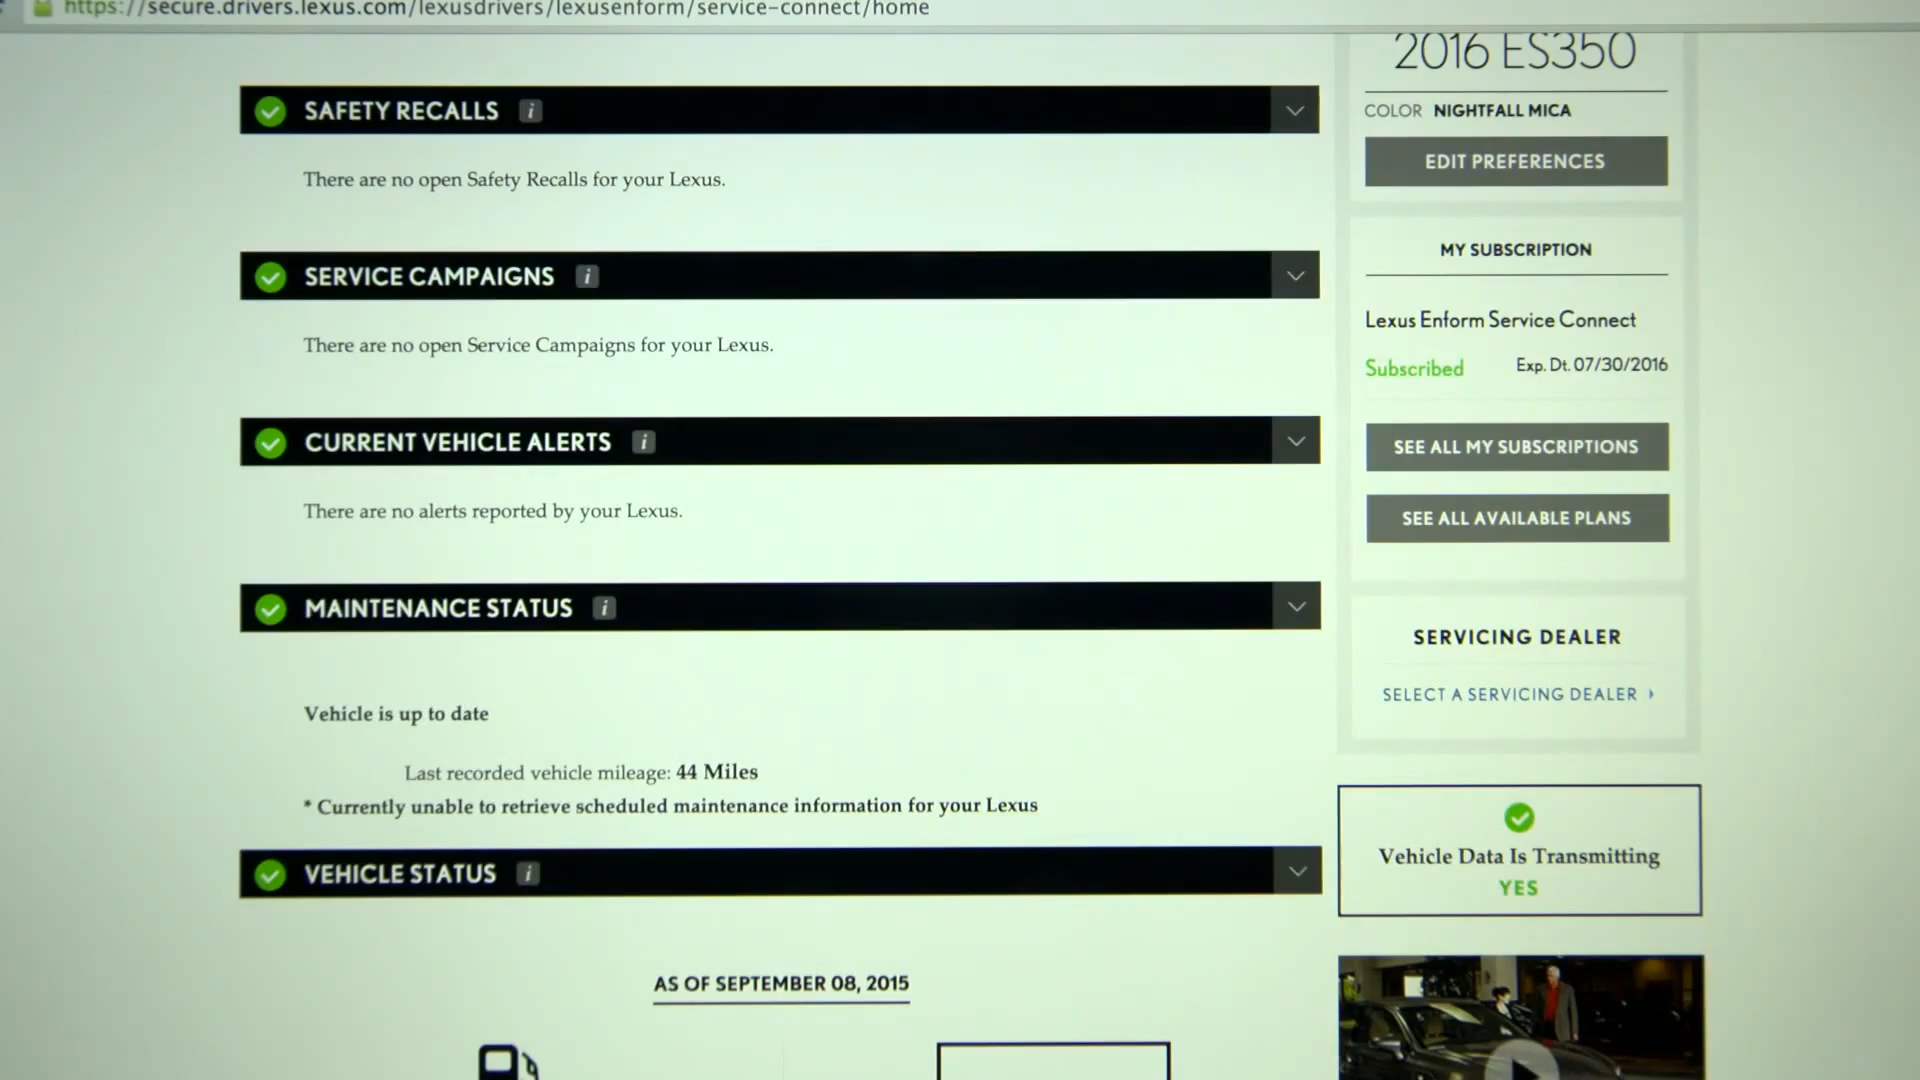 https://secure.drivers.lexus.com/lexusdrivers/lexusenform/service-connect/home
SAFETY RECALLS i
There are no open Safety Recalls for your Lexus.
SERVICE CAMPAIGNS i
There are no open Service Campaigns for your Lexus.
CURRENT VEHICLE ALERTS i
There are no alerts reported by your Lexus.
MAINTENANCE STATUS i
Vehicle is up to date
Last recorded vehicle mileage: 44 Miles
* Currently unable to retrieve scheduled maintenance information for your Lexus
VEHICLE STATUS i
AS OF SEPTEMBER 08, 2015
2016 ES350
COLOR NIGHTFALL MICA
EDIT PREFERENCES
MY SUBSCRIPTION
Lexus Enform Service Connect
Subscribed Exp. Dt. 07/30/2016
SEE ALL MY SUBSCRIPTIONS
SEE ALL AVAILABLE PLANS
SERVICING DEALER
SELECT A SERVICING DEALER
Vehicle Data Is Transmitting
YES